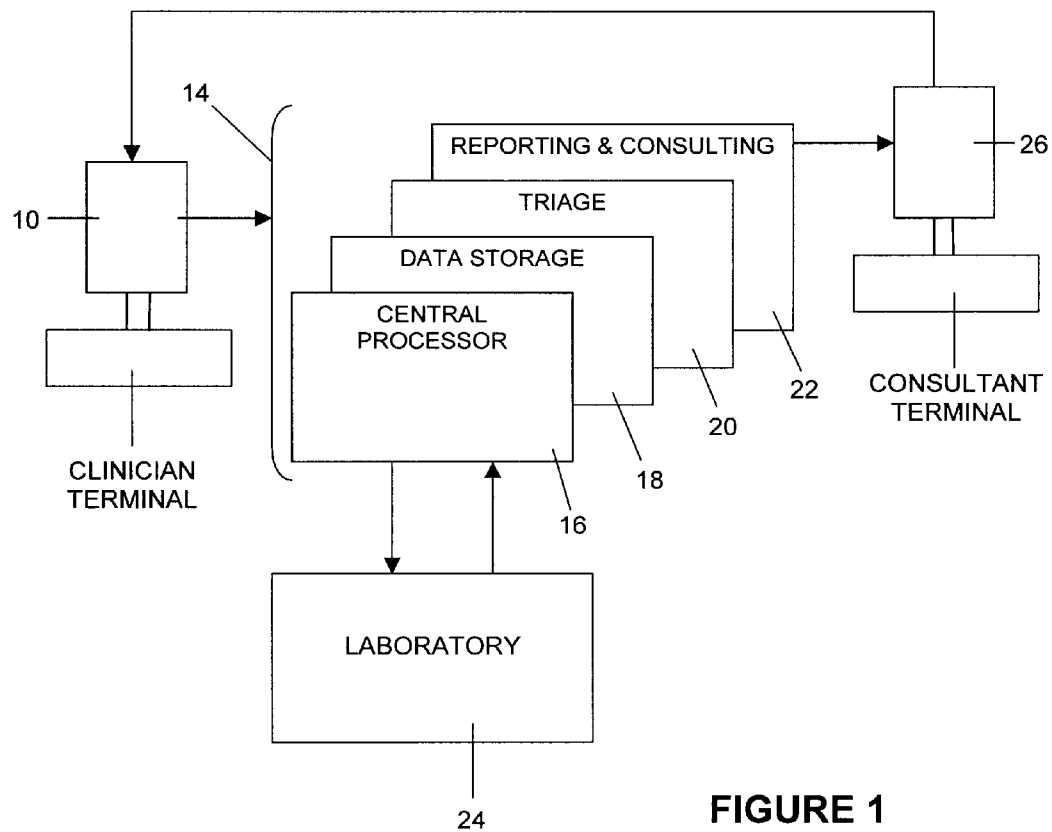 14
REPORTING & CONSULTING
26
TRIAGE
10
DATA STORAGE
CENTRAL
PROCESSOR
22
CONSULTANT
TERMINAL
20
CLINICIAN
TERMINAL
18
16
LABORATORY
24
FIGURE 1